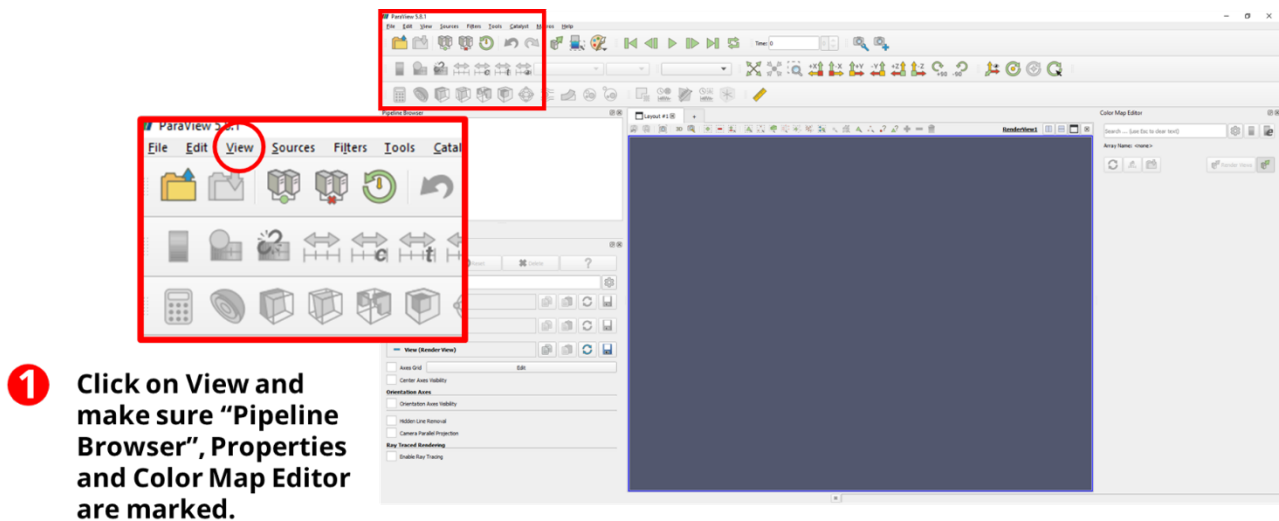 ParaView 5.8.1
File Edit View Sources Filters Tools Catalyst Macros Help
Time: 0
Pipeline Browser
Layout #1
+
Color Map Editor
3D
RenderView1
Search ... (use Esc to clear text)
Array Name: <none>
Render Views
ParaView 5.8.1
File Edit View Sources Filters Tools Catal
Reset
Delete
?
View (Render View)
Axes Grid
Edit
Center Axes Visibility
Orientation Axes
Orientation Axes Visibility
Hidden Line Removal
Camera Parallel Projection
Ray Traced Rendering
Enable Ray Tracing
1
Click on View and
make sure “Pipeline
Browser”, Properties
and Color Map Editor
are marked.